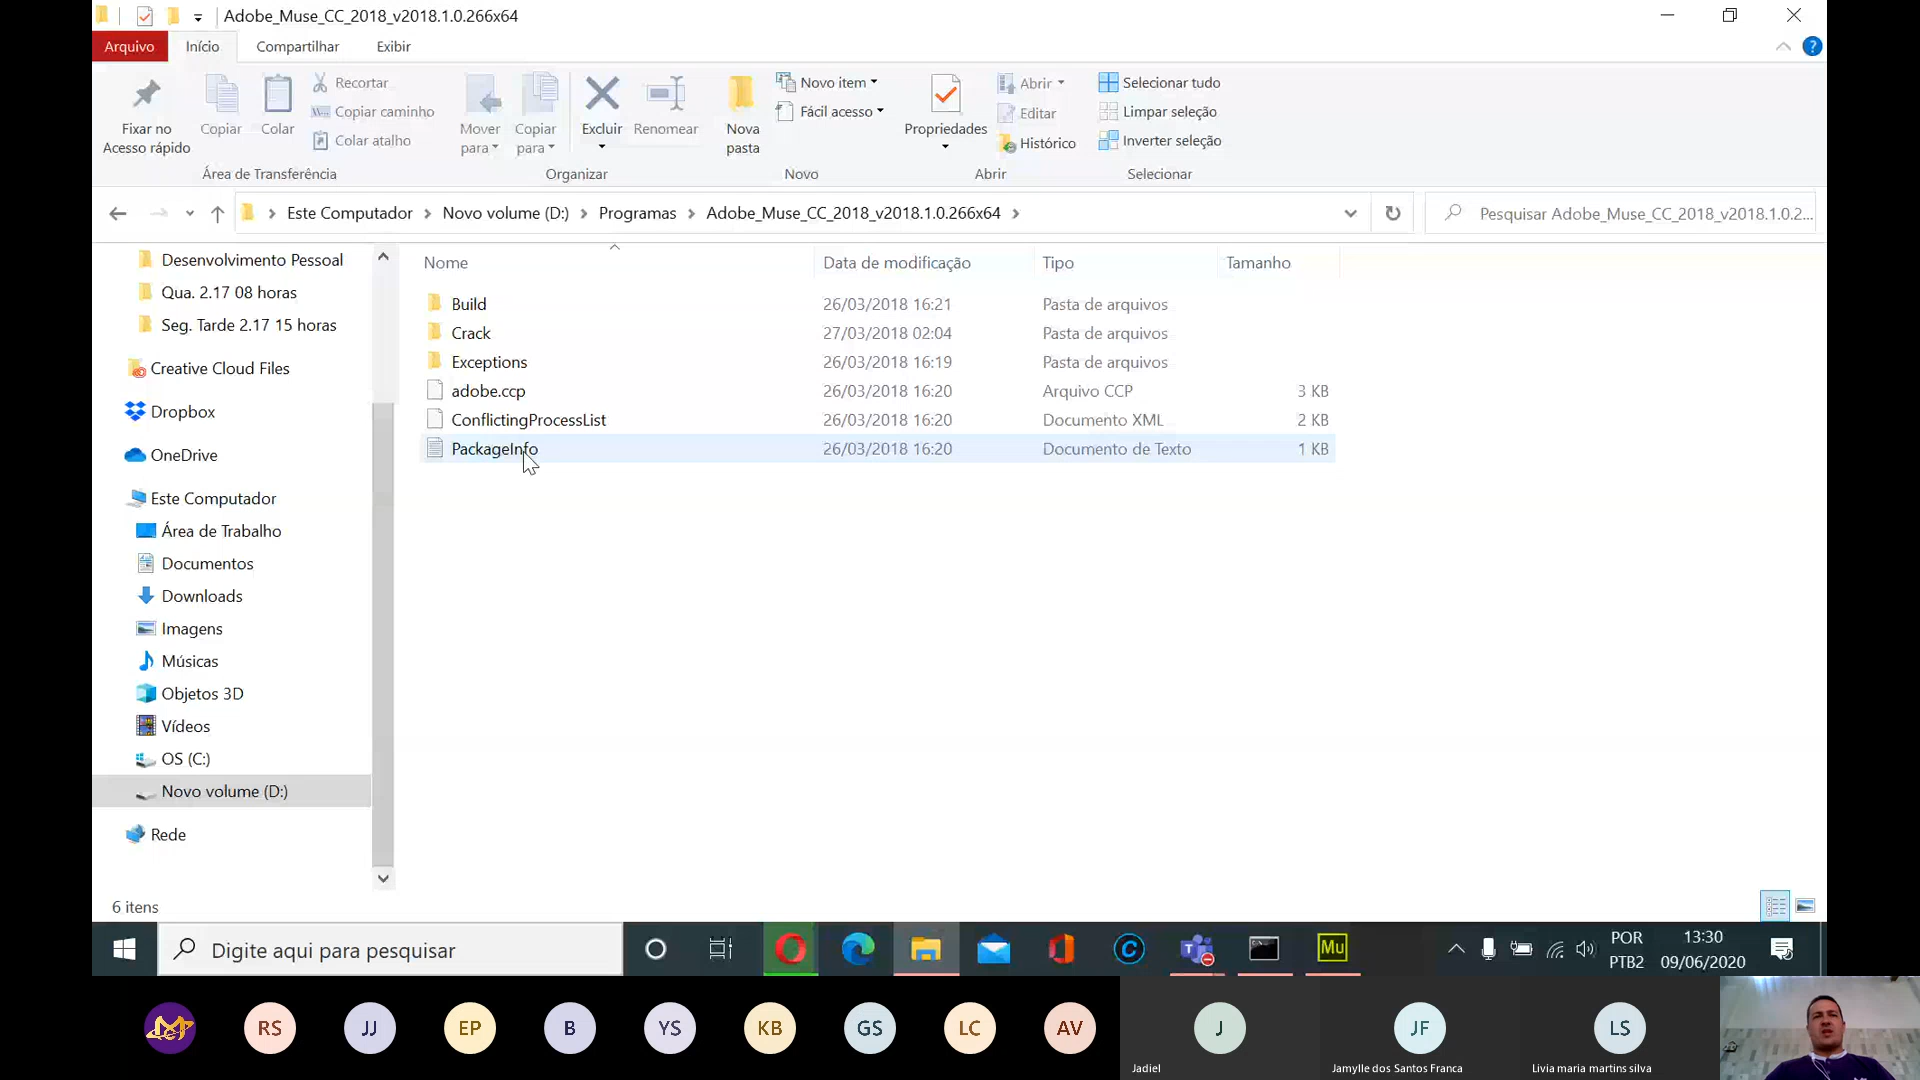 Adobe_Muse_CC_2018_v2018.1.0.266x64
Arquivo Início Compartilhar Exibir
Fixar no
Acesso rápido
Copiar
Colar
Recortar
Copiar caminho
Colar atalho
Área de Transferência
Mover
para
Copiar
para
Excluir
Renomear
Organizar
Nova
pasta
Novo item
Fácil acesso
Novo
Propriedades
Abrir
Editar
Histórico
Abrir
Selecionar tudo
Limpar seleção
Inverter seleção
Selecionar
Este Computador Novo volume (D:) Programas Adobe_Muse_CC_2018_v2018.1.0.266x64
Pesquisar Adobe_Muse_CC_2018_v2018.1.0.2...
Desenvolvimento Pessoal
Qua. 2.17 08 horas
Seg. Tarde 2.17 15 horas
Creative Cloud Files
Dropbox
OneDrive
Este Computador
Área de Trabalho
Documentos
Downloads
Imagens
Músicas
Objetos 3D
Vídeos
OS (C:)
Novo volume (D:)
Rede
Nome Data de modificação Tipo Tamanho
Build 26/03/2018 16:21 Pasta de arquivos
Crack 27/03/2018 02:04 Pasta de arquivos
Exceptions 26/03/2018 16:19 Pasta de arquivos
adobe.ccp 26/03/2018 16:20 Arquivo CCP 3 KB
ConflictingProcessList 26/03/2018 16:20 Documento XML 2 KB
PackageInfo 26/03/2018 16:20 Documento de Texto 1 KB
6 itens
Digite aqui para pesquisar
Mu
POR
PTB2
13:30
09/06/2020
RS JJ EP B YS KB GS LC AV J JF LS
Jadiel
Jamylle dos Santos Franca
Livia maria martins silva